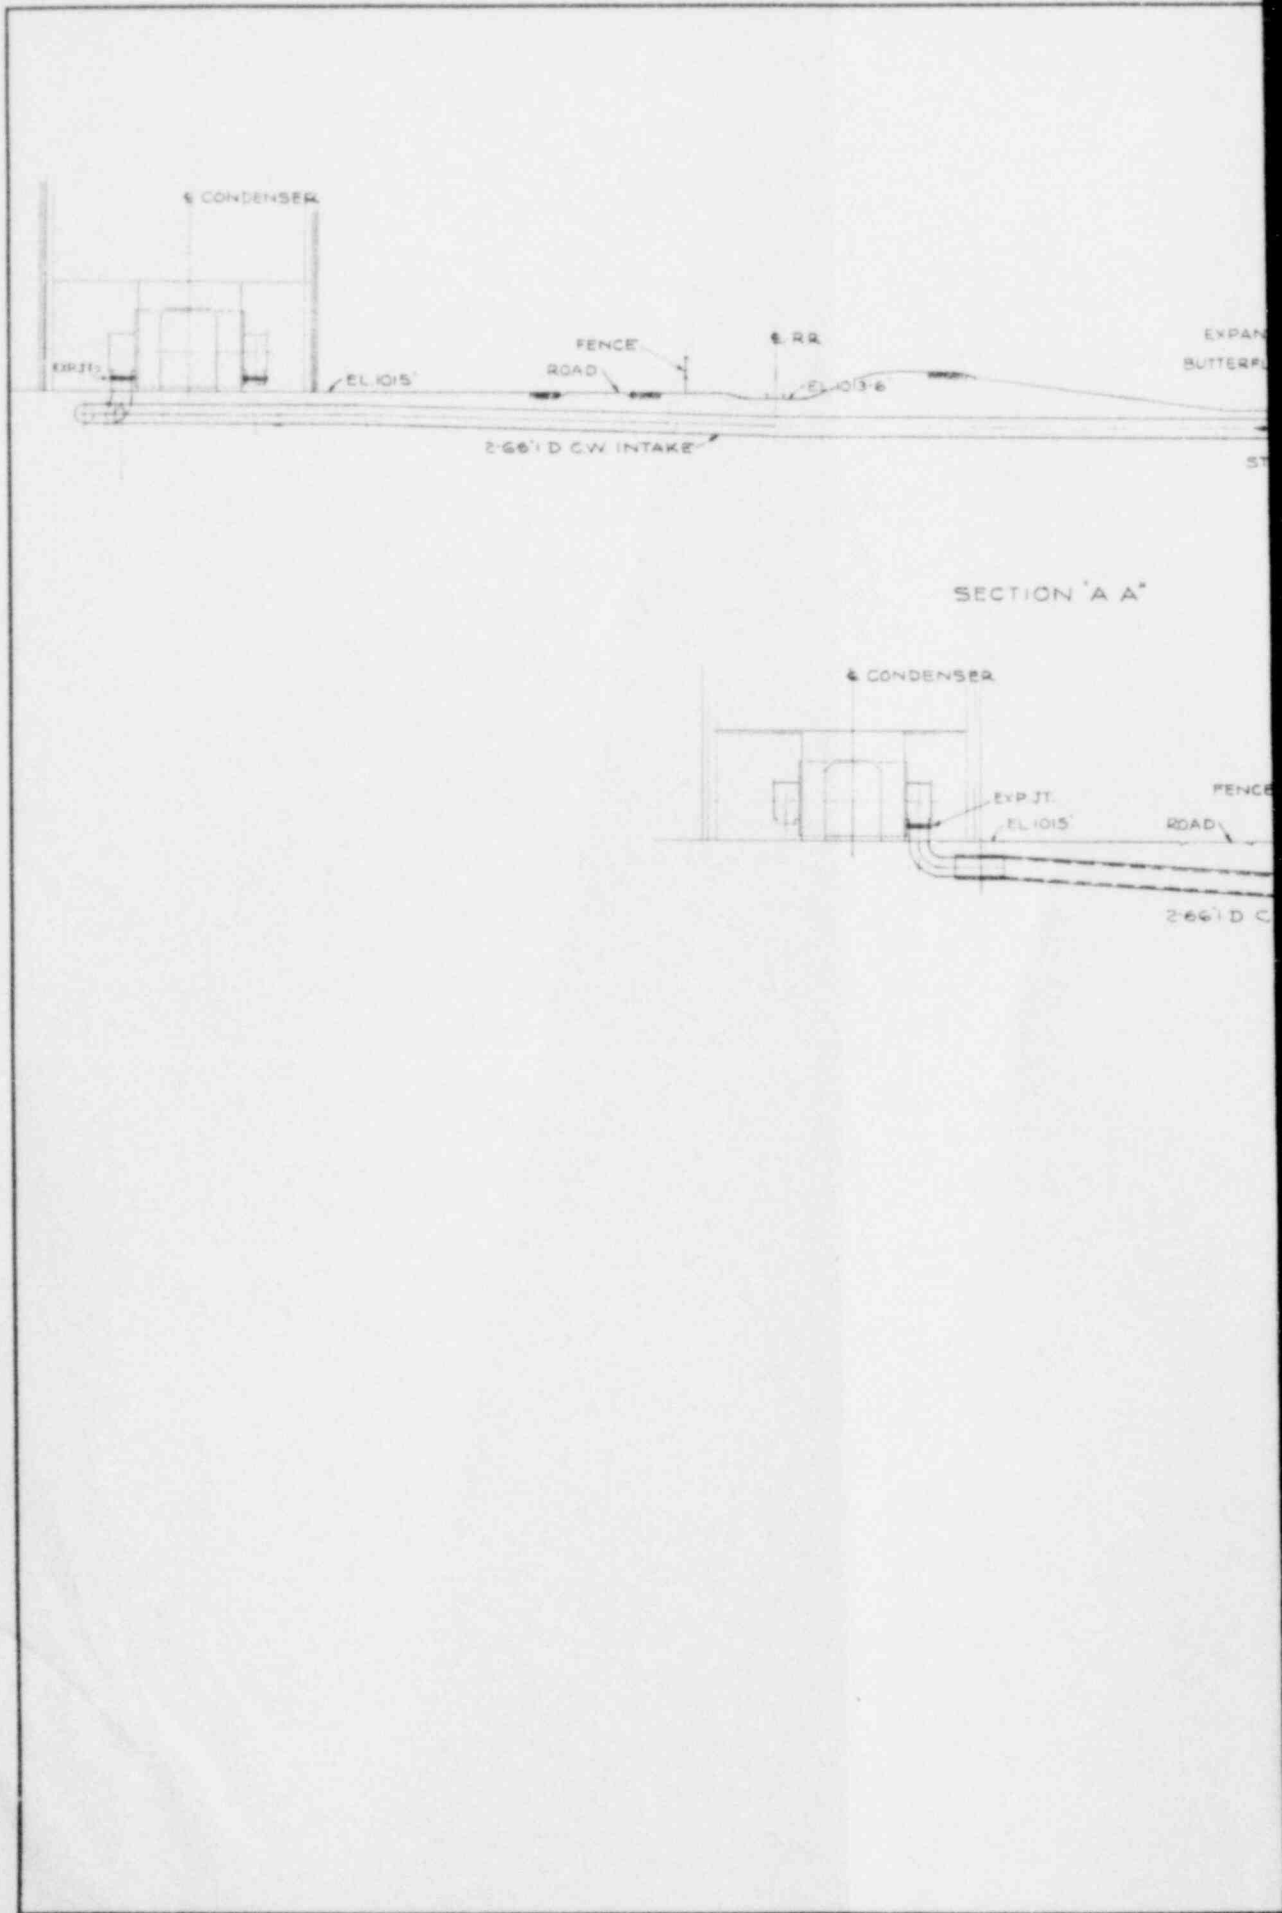 ℄ CONDENSER
EXPAN
FENCE
℄ RR
BUTTERFL
EXP.JT.
ROAD
EL.1015'
EL.1013-6"
2-66"I D C.W. INTAKE
ST
SECTION "A A"
℄ CONDENSER
EXP.JT.
FENCE
EL.1015'
ROAD
2-66"I D C